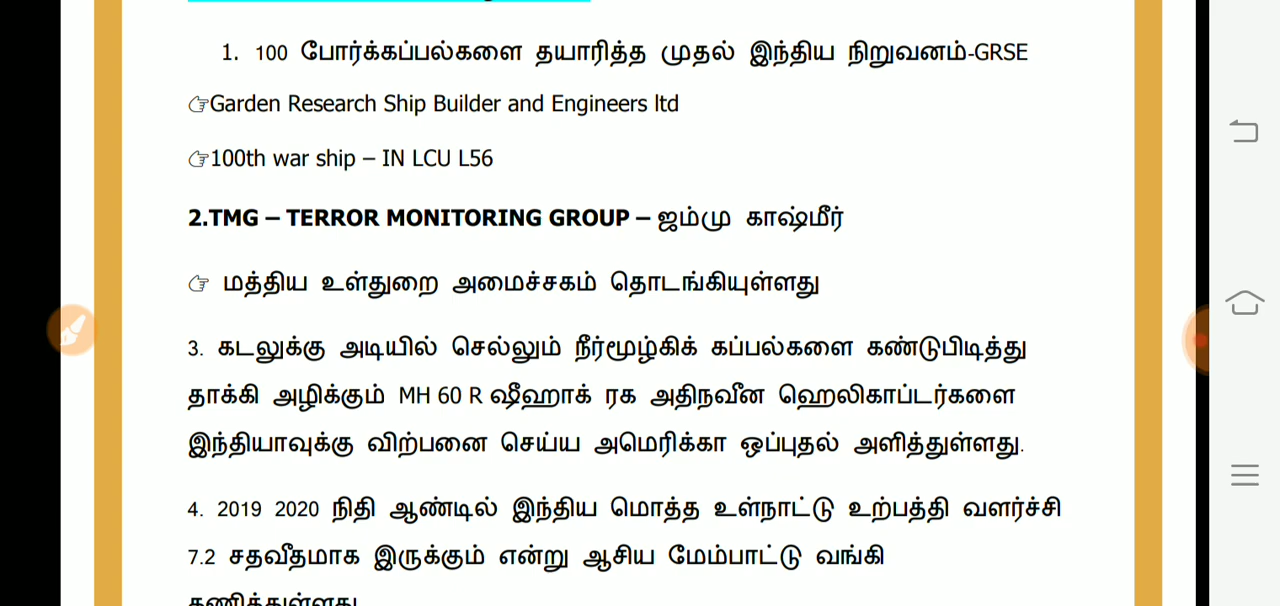 1. 100 போர்க்கப்பல்களை தயாரித்த முதல் இந்திய நிறுவனம்-GRSE
☞Garden Research Ship Builder and Engineers ltd
☞100th war ship – IN LCU L56
2.TMG – TERROR MONITORING GROUP – ஜம்மு காஷ்மீர்
☞ மத்திய உள்துறை அமைச்சகம் தொடங்கியுள்ளது
3. கடலுக்கு அடியில் செல்லும் நீர்மூழ்கிக் கப்பல்களை கண்டுபிடித்து
தாக்கி அழிக்கும் MH 60 R ஷீஹாக் ரக அதிநவீன ஹெலிகாப்டர்களை
இந்தியாவுக்கு விற்பனை செய்ய அமெரிக்கா ஒப்புதல் அளித்துள்ளது.
4. 2019 2020 நிதி ஆண்டில் இந்திய மொத்த உள்நாட்டு உற்பத்தி வளர்ச்சி
7.2 சதவீதமாக இருக்கும் என்று ஆசிய மேம்பாட்டு வங்கி